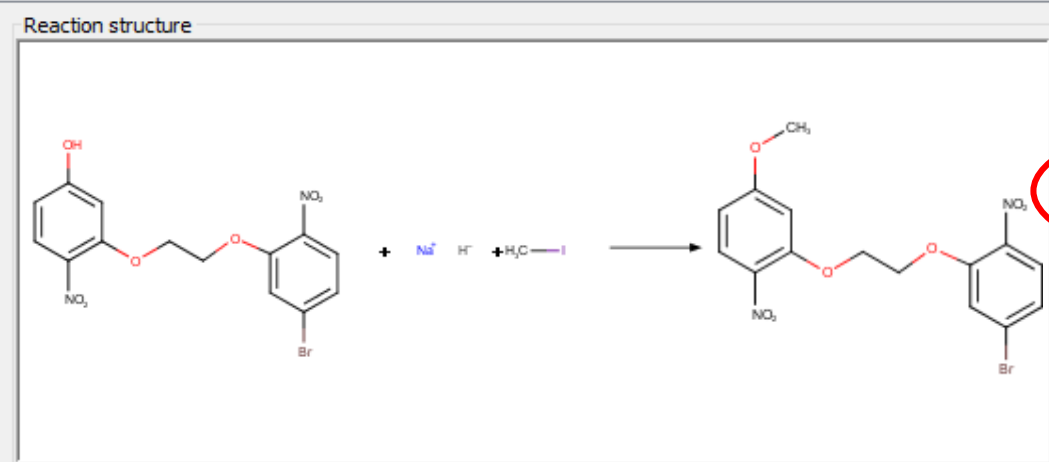 Reaction structure
OH
O
NO₂
O
NO₂
Br
+ Na⁺ H⁻ + H₃C I
O CH₃
NO₂
O
O
NO₂
Br